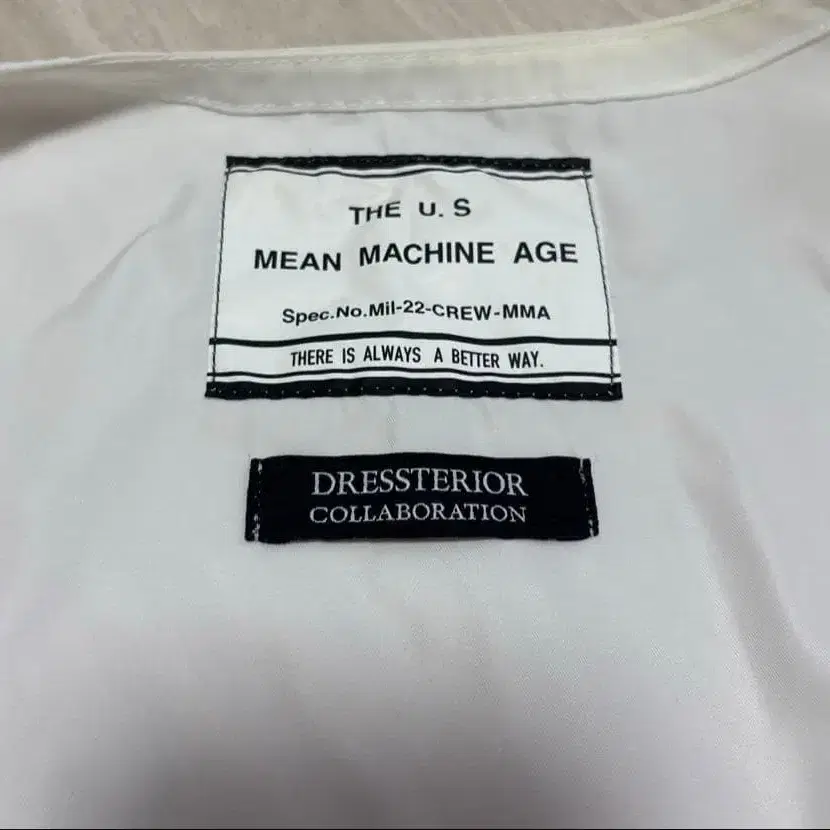 THE U. S
MEAN MACHINE AGE
Spec.No.Mil-22-CREW-MMA
THERE IS ALWAYS A BETTER WAY.
DRESSTERIOR
COLLABORATION